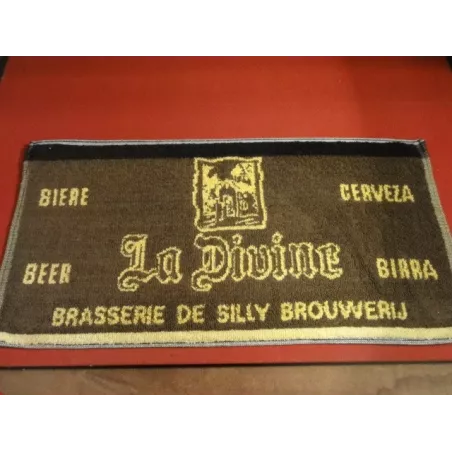 BIERE CERVEZA
La Divine
BEER BIRRA
BRASSERIE DE SILLY BROUWERIJ